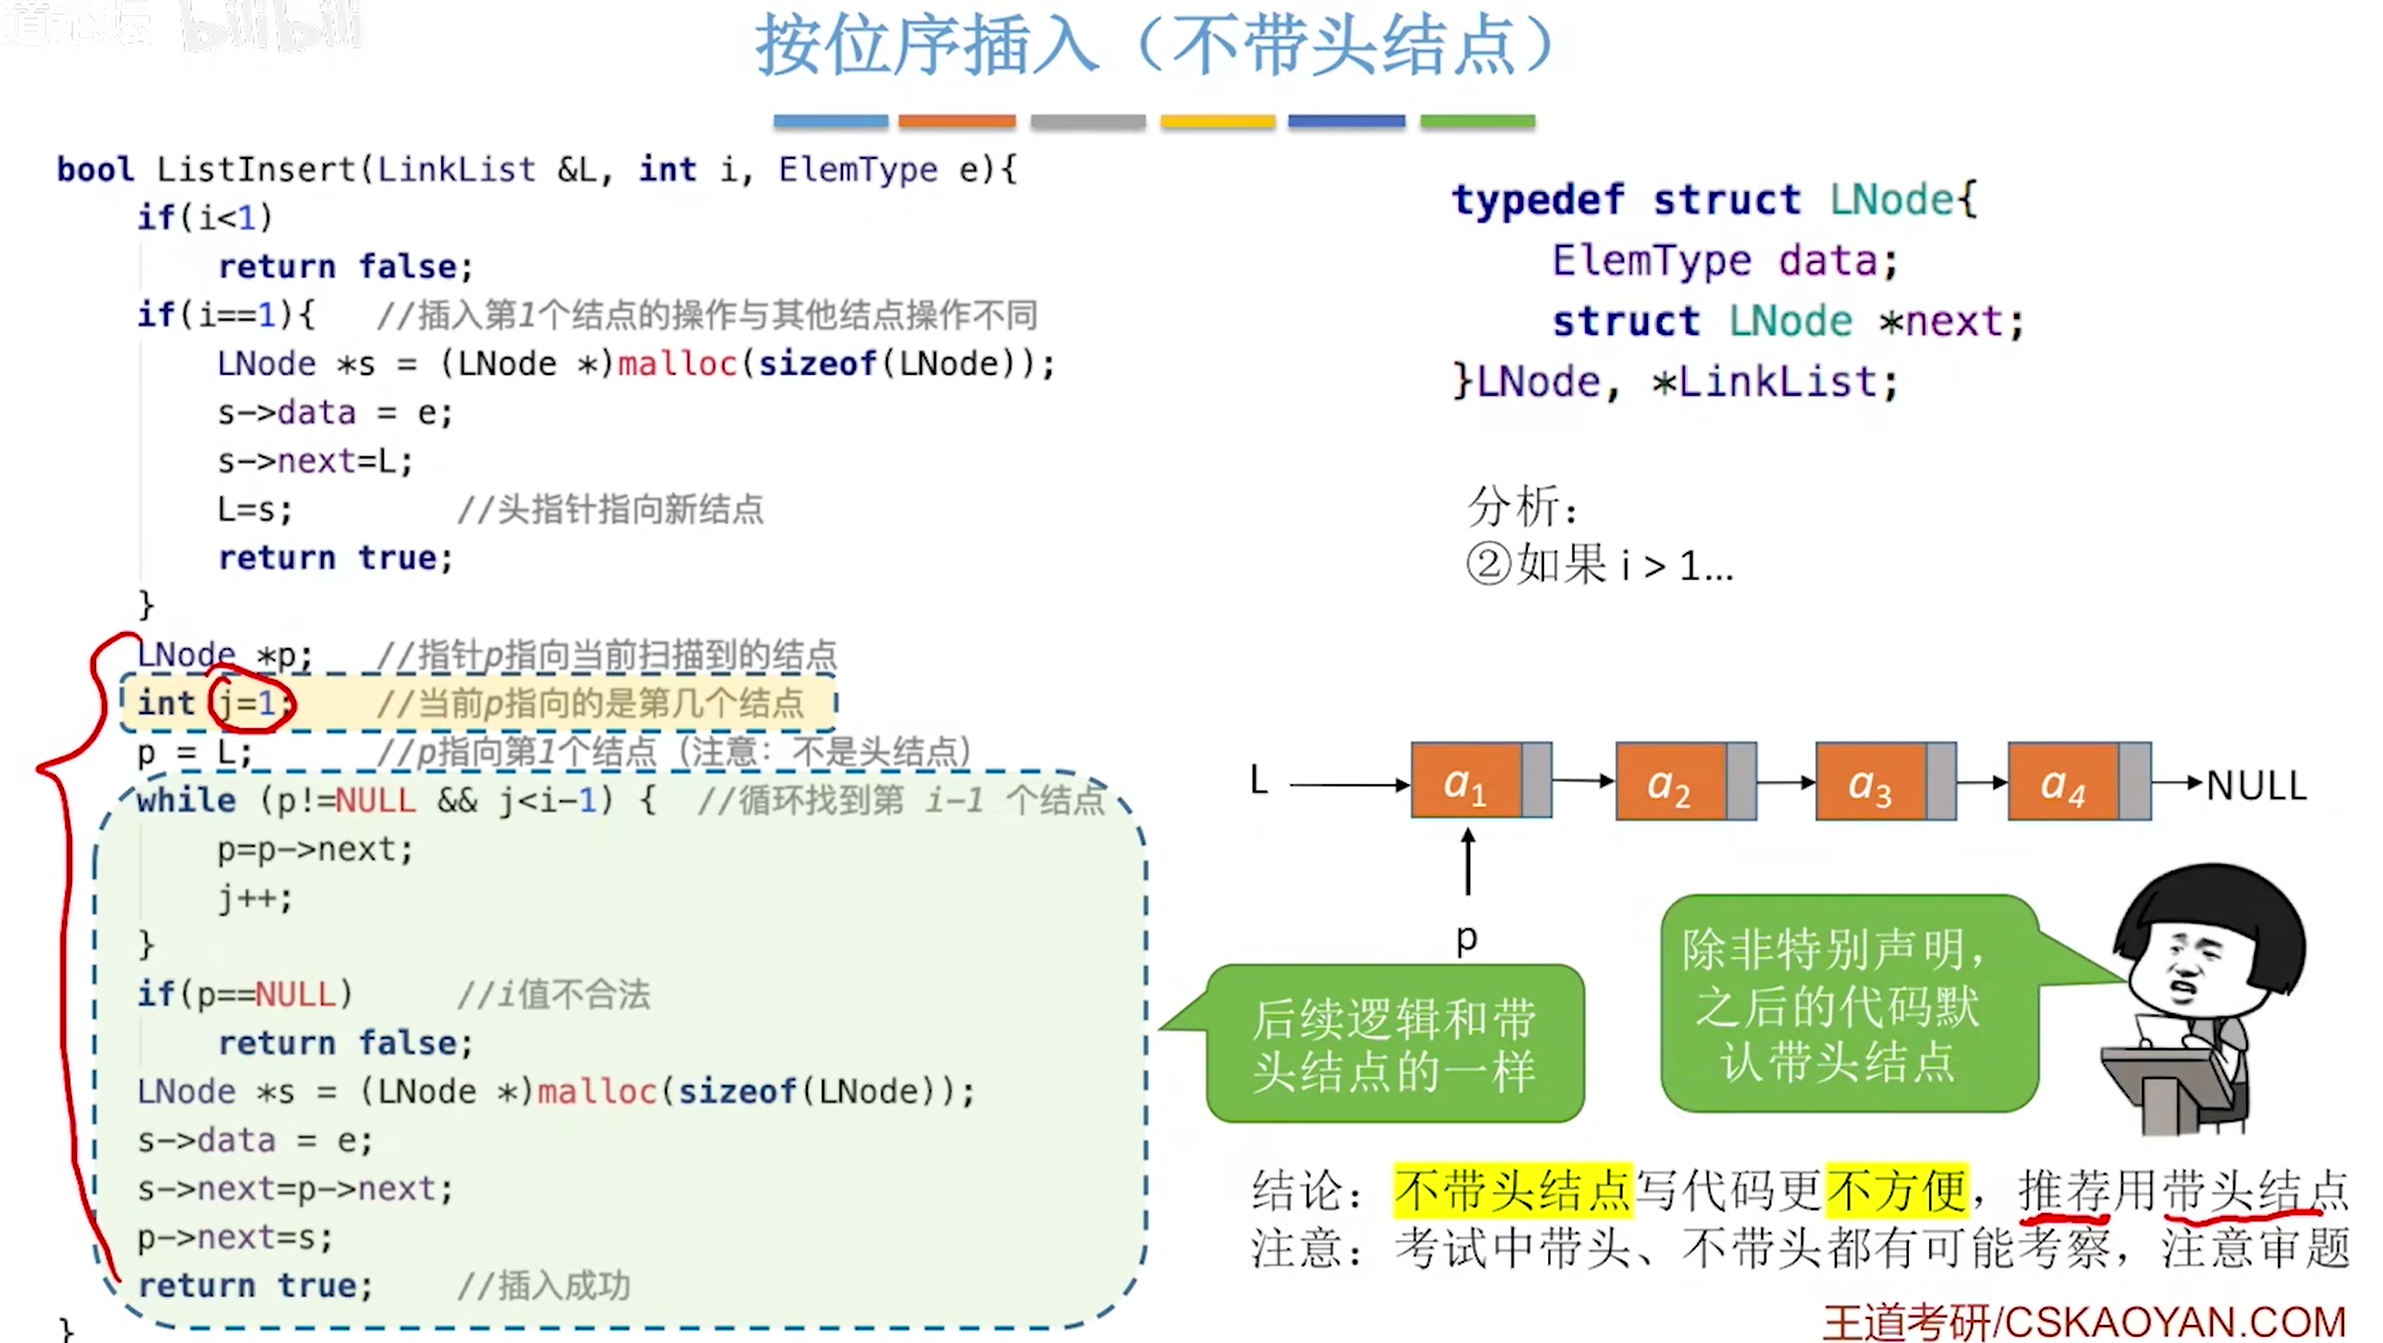 道论坛 bilibili
按位序插入（不带头结点）
bool ListInsert(LinkList &L, int i, ElemType e){
    if(i<1)
        return false;
    if(i==1){   //插入第1个结点的操作与其他结点操作不同
        LNode *s = (LNode *)malloc(sizeof(LNode));
        s->data = e;
        s->next=L;
        L=s;        //头指针指向新结点
        return true;
    }
    LNode *p;   //指针p指向当前扫描到的结点
    int j=1;    //当前p指向的是第几个结点
    p = L;      //p指向第1个结点（注意：不是头结点）
    while (p!=NULL && j<i-1) {  //循环找到第 i-1 个结点
        p=p->next;
        j++;
    }
    if(p==NULL)     //i值不合法
        return false;
    LNode *s = (LNode *)malloc(sizeof(LNode));
    s->data = e;
    s->next=p->next;
    p->next=s;
    return true;    //插入成功
}
typedef struct LNode{
    ElemType data;
    struct LNode *next;
}LNode, *LinkList;
分析：
②如果 i > 1…
L a1 a2 a3 a4 NULL
p
后续逻辑和带
头结点的一样
除非特别声明，
之后的代码默
认带头结点
结论：不带头结点写代码更不方便，推荐用带头结点
注意：考试中带头、不带头都有可能考察，注意审题
王道考研/CSKAOYAN.COM